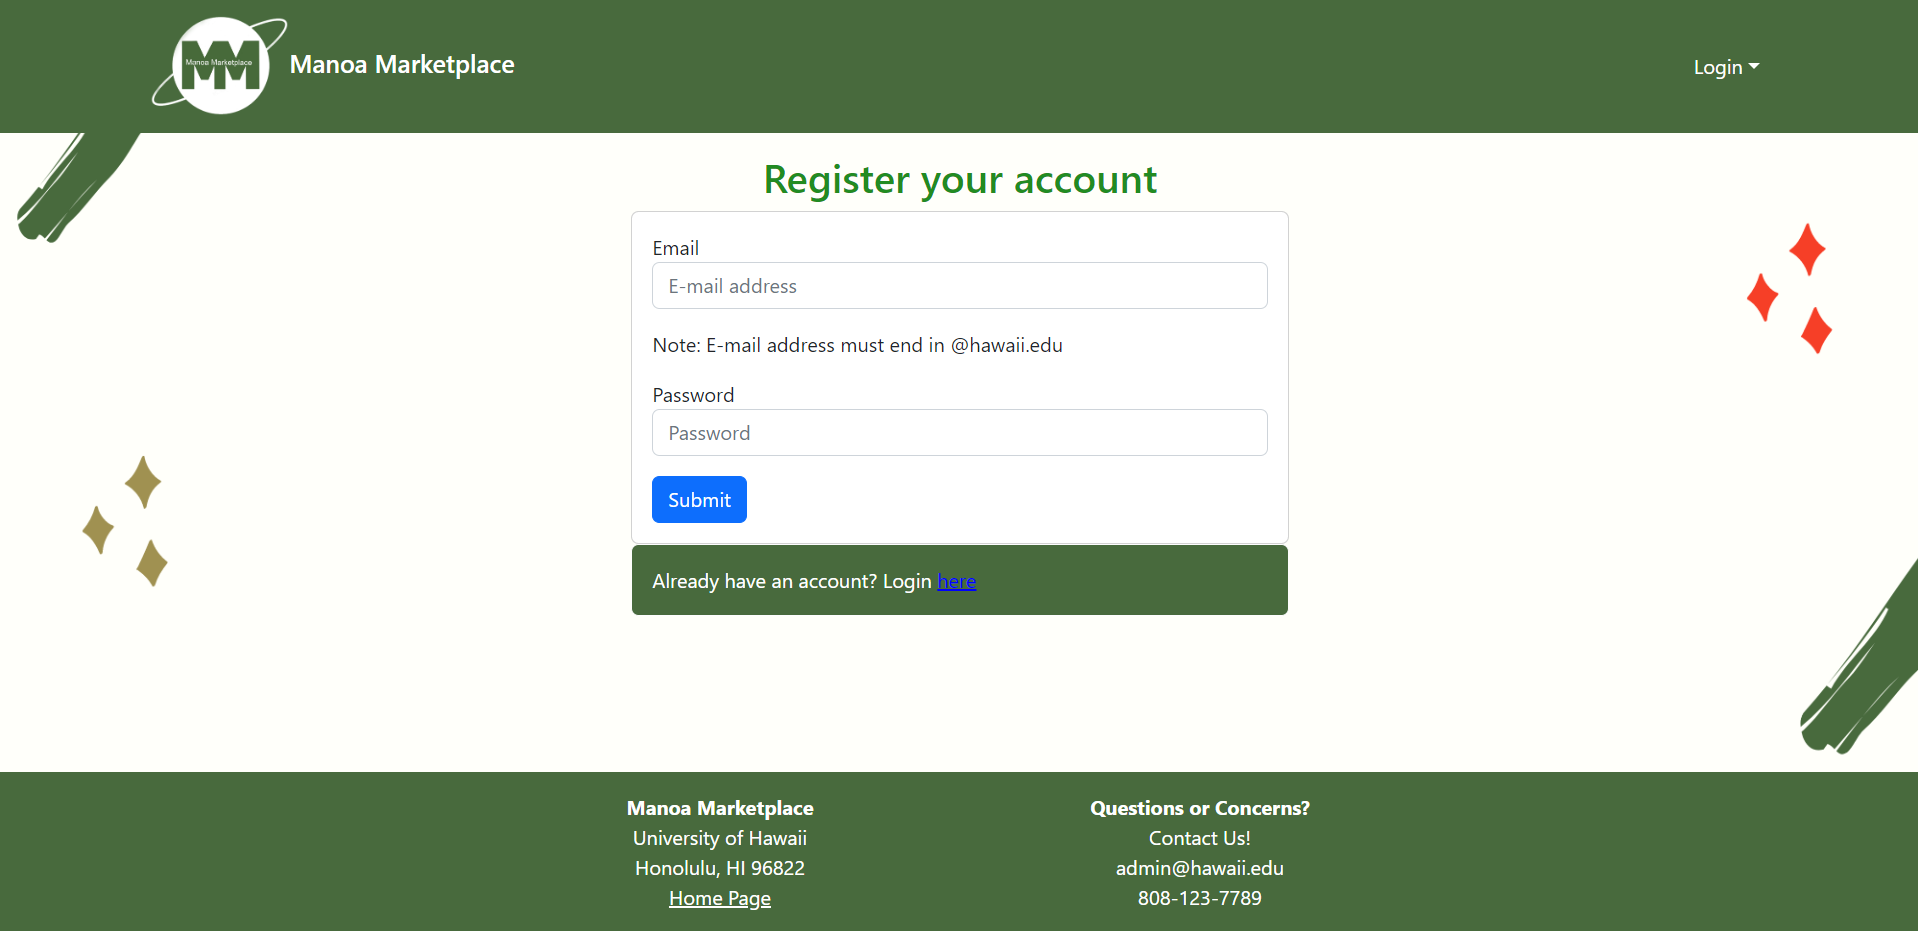 MM
Manoa Marketplace
Manoa Marketplace
Login
Register your account
Email
E-mail address
Note: E-mail address must end in @hawaii.edu
Password
Password
Submit
Already have an account? Login here
Manoa Marketplace
University of Hawaii
Honolulu, HI 96822
Home Page
Questions or Concerns?
Contact Us!
admin@hawaii.edu
808-123-7789